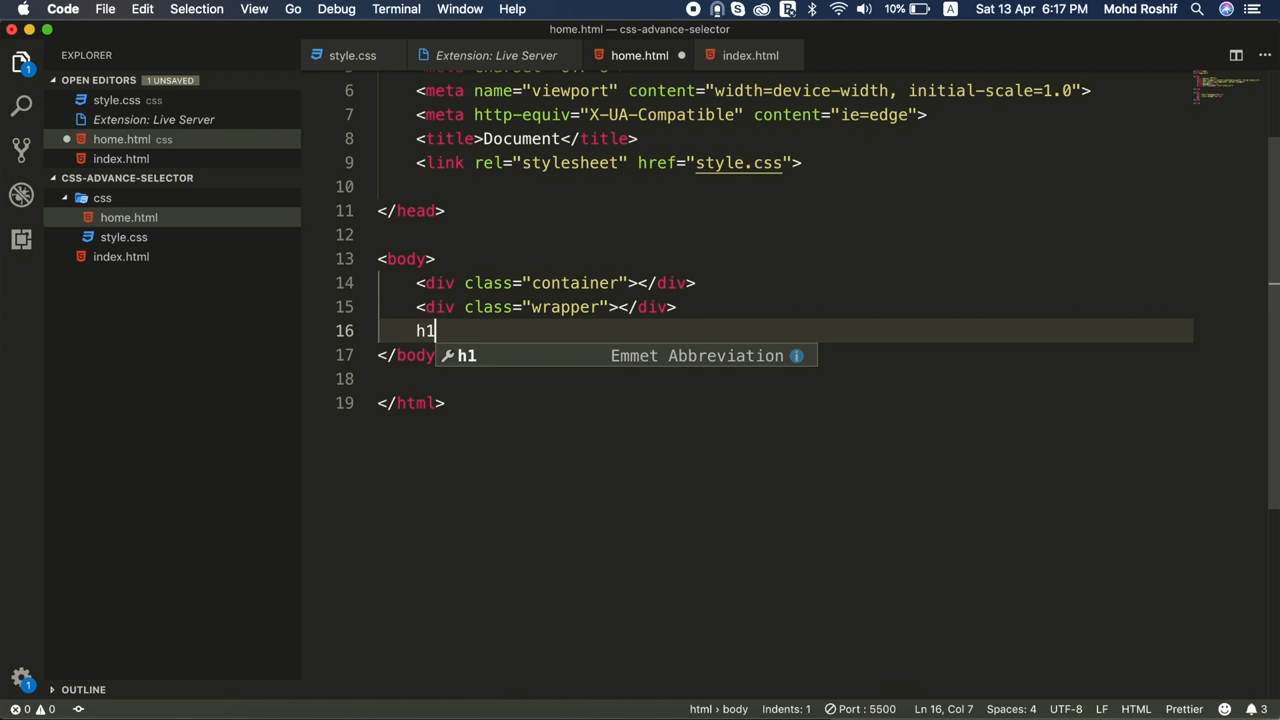 Code File Edit Selection View Go Debug Terminal Window Help 10% A Sat 13 Apr 6:17 PM Mohd Roshif
home.html — css-advance-selector
EXPLORER
style.css
Extension: Live Server
home.html
index.html
OPEN EDITORS 1 UNSAVED
style.css css
Extension: Live Server
home.html css
index.html
CSS-ADVANCE-SELECTOR
css
home.html
style.css
index.html
6 <meta name="viewport" content="width=device-width, initial-scale=1.0">
7 <meta http-equiv="X-UA-Compatible" content="ie=edge">
8 <title>Document</title>
9 <link rel="stylesheet" href="style.css">
10
11 </head>
12
13 <body>
14 <div class="container"></div>
15 <div class="wrapper"></div>
16 h1
h1 Emmet Abbreviation
17 </body
18
19 </html>
1
1
OUTLINE
0 0 html › body Indents: 1 Port : 5500 Ln 16, Col 7 Spaces: 4 UTF-8 LF HTML Prettier 3